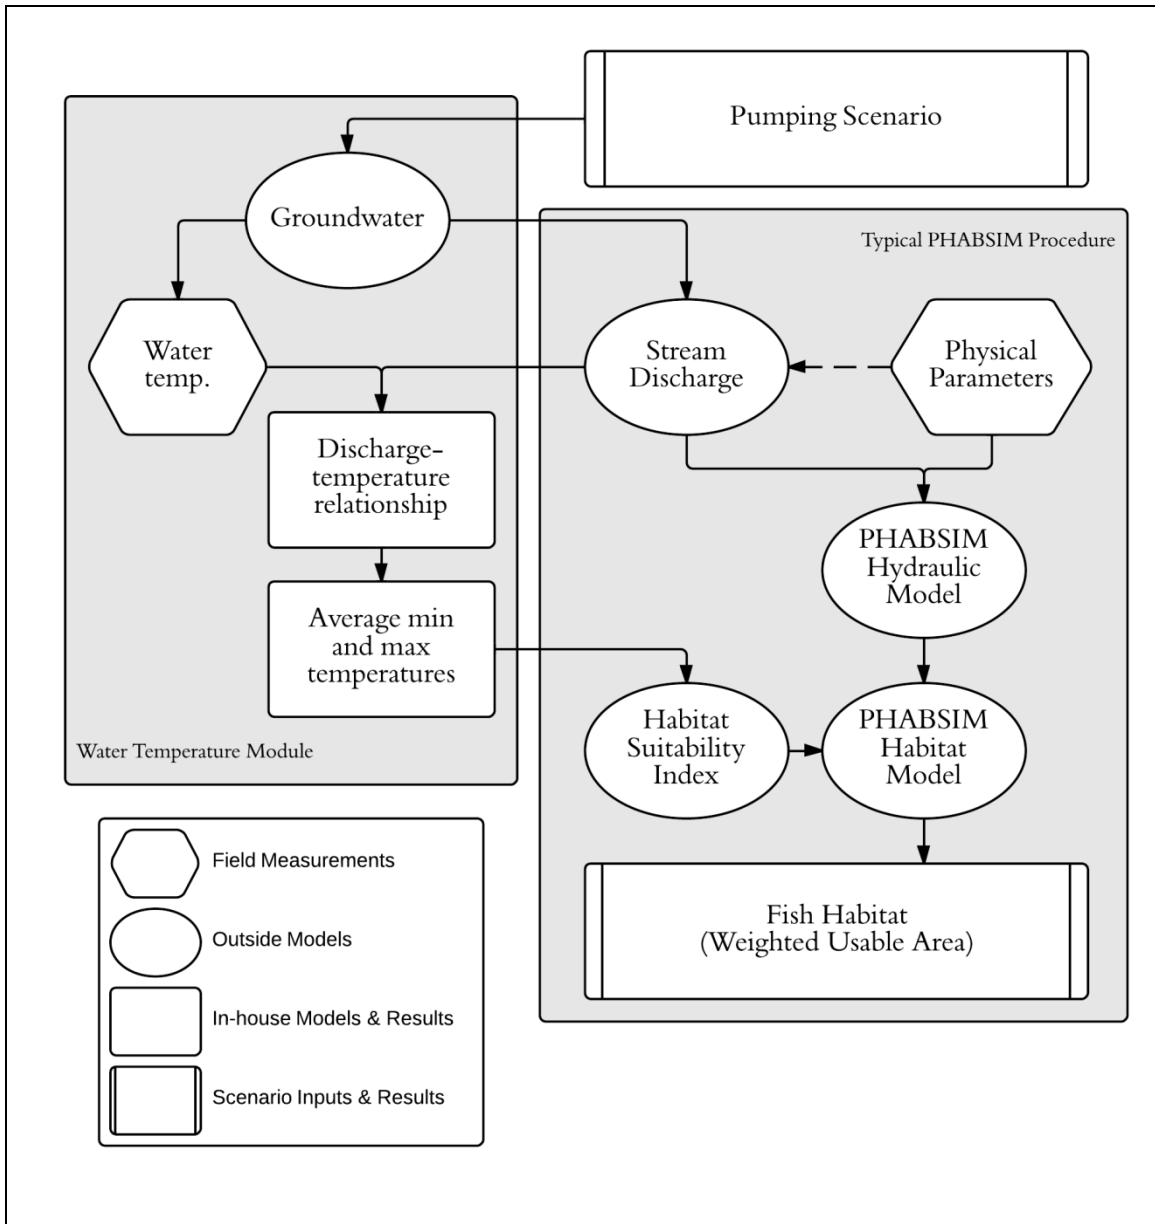 Pumping Scenario
Groundwater
Typical PHABSIM Procedure
Water
temp.
Stream
Discharge
Physical
Parameters
Discharge-
temperature
relationship
PHABSIM
Hydraulic
Model
Average min
and max
temperatures
Habitat
Suitability
Index
PHABSIM
Habitat
Model
Water Temperature Module
Fish Habitat
(Weighted Usable Area)
Field Measurements
Outside Models
In-house Models & Results
Scenario Inputs & Results